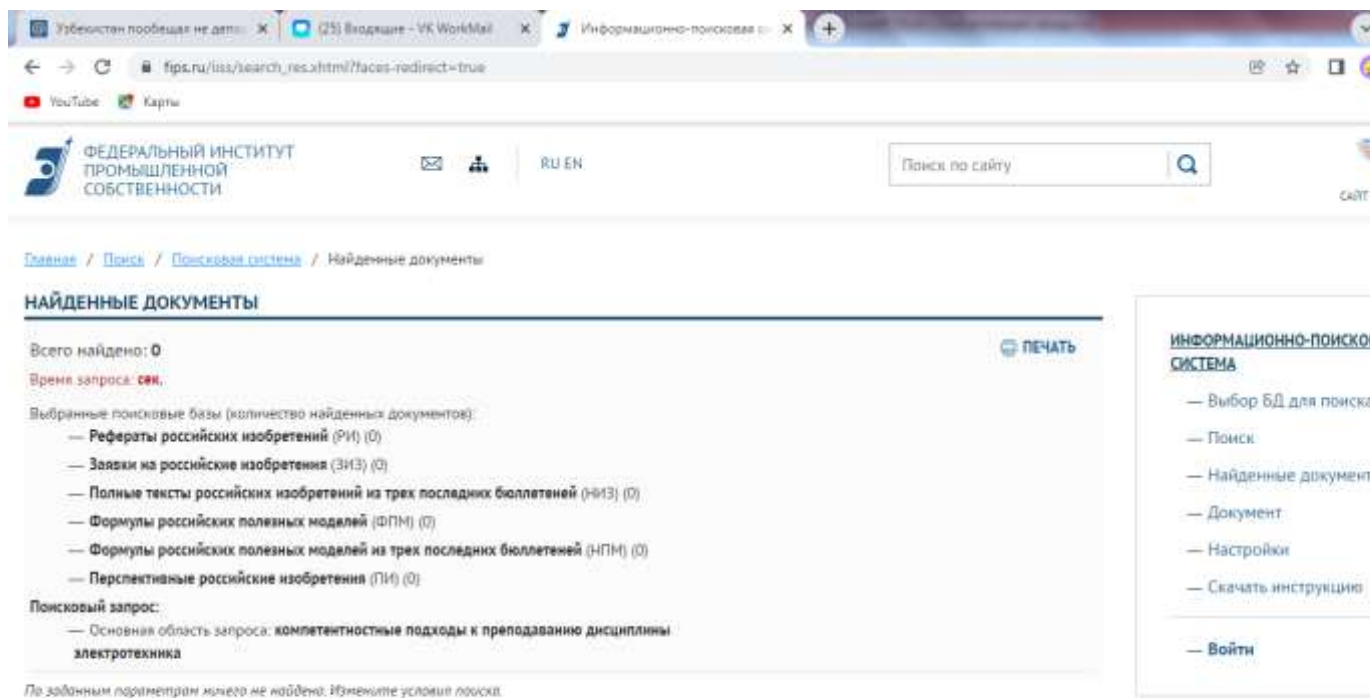 Узбекистан пообещал не депо
(25) Входящие - VK WorkMail
Информационно-поисковая с
fips.ru/iiss/search_res.xhtml?faces-redirect=true
YouTube
Карты
ФЕДЕРАЛЬНЫЙ ИНСТИТУТ
ПРОМЫШЛЕННОЙ
СОБСТВЕННОСТИ
RU EN
Поиск по сайту
САЙТ
Главная / Поиск / Поисковая система / Найденные документы
НАЙДЕННЫЕ ДОКУМЕНТЫ
Всего найдено: 0
ПЕЧАТЬ
Время запроса: сек.
Выбранные поисковые базы (количество найденных документов):
— Рефераты российских изобретений (РИ) (0)
— Заявки на российские изобретения (ЗИЗ) (0)
— Полные тексты российских изобретений из трех последних бюллетеней (НИЗ) (0)
— Формулы российских полезных моделей (ФПМ) (0)
— Формулы российских полезных моделей из трех последних бюллетеней (НПМ) (0)
— Перспективные российские изобретения (ПИ) (0)
Поисковый запрос:
— Основная область запроса: компетентностные подходы к преподаванию дисциплины
электротехника
По заданным параметрам ничего не найдено. Измените условия поиска.
ИНФОРМАЦИОННО-ПОИСКО
СИСТЕМА
— Выбор БД для поиска
— Поиск
— Найденные документ
— Документ
— Настройки
— Скачать инструкцию
— Войти